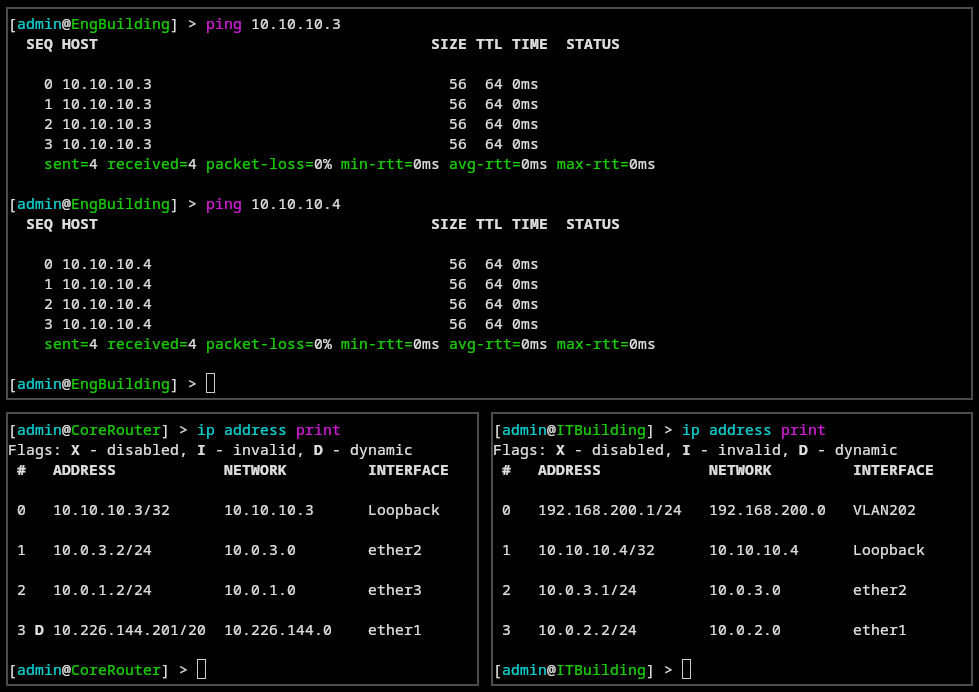 [admin@EngBuilding] > ping 10.10.10.3
SEQ HOST SIZE TTL TIME STATUS
0 10.10.10.3 56 64 0ms
1 10.10.10.3 56 64 0ms
2 10.10.10.3 56 64 0ms
3 10.10.10.3 56 64 0ms
sent=4 received=4 packet-loss=0% min-rtt=0ms avg-rtt=0ms max-rtt=0ms
[admin@EngBuilding] > ping 10.10.10.4
SEQ HOST SIZE TTL TIME STATUS
0 10.10.10.4 56 64 0ms
1 10.10.10.4 56 64 0ms
2 10.10.10.4 56 64 0ms
3 10.10.10.4 56 64 0ms
sent=4 received=4 packet-loss=0% min-rtt=0ms avg-rtt=0ms max-rtt=0ms
[admin@EngBuilding] >
[admin@CoreRouter] > ip address print
Flags: X - disabled, I - invalid, D - dynamic
# ADDRESS NETWORK INTERFACE
0 10.10.10.3/32 10.10.10.3 Loopback
1 10.0.3.2/24 10.0.3.0 ether2
2 10.0.1.2/24 10.0.1.0 ether3
3 D 10.226.144.201/20 10.226.144.0 ether1
[admin@CoreRouter] >
[admin@ITBuilding] > ip address print
Flags: X - disabled, I - invalid, D - dynamic
# ADDRESS NETWORK INTERFACE
0 192.168.200.1/24 192.168.200.0 VLAN202
1 10.10.10.4/32 10.10.10.4 Loopback
2 10.0.3.1/24 10.0.3.0 ether2
3 10.0.2.2/24 10.0.2.0 ether1
[admin@ITBuilding] >